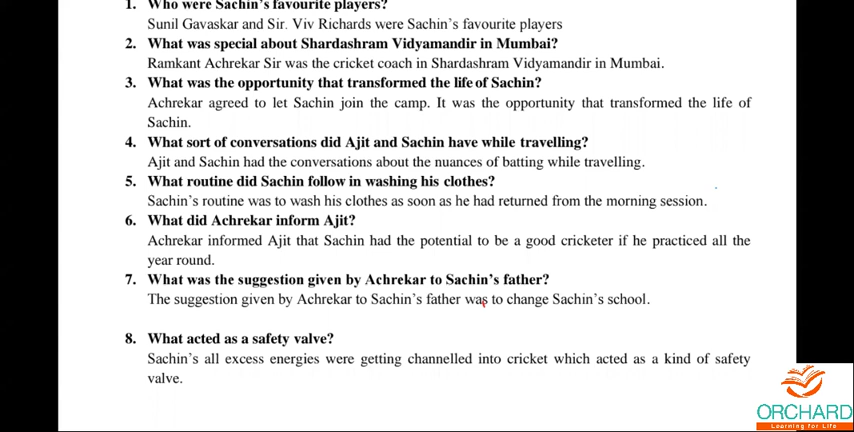 1. Who were Sachin's favourite players?
Sunil Gavaskar and Sir. Viv Richards were Sachin's favourite players
2. What was special about Shardashram Vidyamandir in Mumbai?
Ramkant Achrekar Sir was the cricket coach in Shardashram Vidyamandir in Mumbai.
3. What was the opportunity that transformed the life of Sachin?
Achrekar agreed to let Sachin join the camp. It was the opportunity that transformed the life of
Sachin.
4. What sort of conversations did Ajit and Sachin have while travelling?
Ajit and Sachin had the conversations about the nuances of batting while travelling.
5. What routine did Sachin follow in washing his clothes?
Sachin's routine was to wash his clothes as soon as he had returned from the morning session.
6. What did Achrekar inform Ajit?
Achrekar informed Ajit that Sachin had the potential to be a good cricketer if he practiced all the
year round.
7. What was the suggestion given by Achrekar to Sachin's father?
The suggestion given by Achrekar to Sachin's father was to change Sachin's school.
8. What acted as a safety valve?
Sachin's all excess energies were getting channelled into cricket which acted as a kind of safety
valve.
ORCHARD
Learning for Life